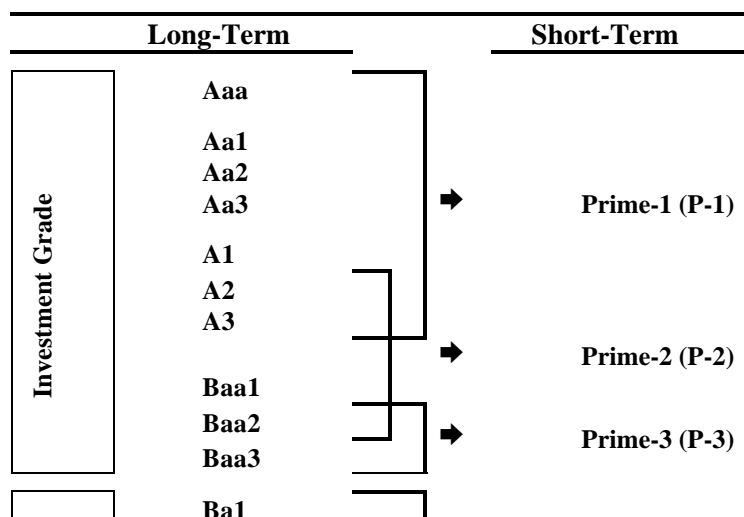 Long-Term Short-Term
Aaa
Aa1
Aa2
Aa3 Prime-1 (P-1)
A1
A2
A3
Prime-2 (P-2)
Baa1
Baa2
Prime-3 (P-3)
Baa3
Investment Grade
Ba1